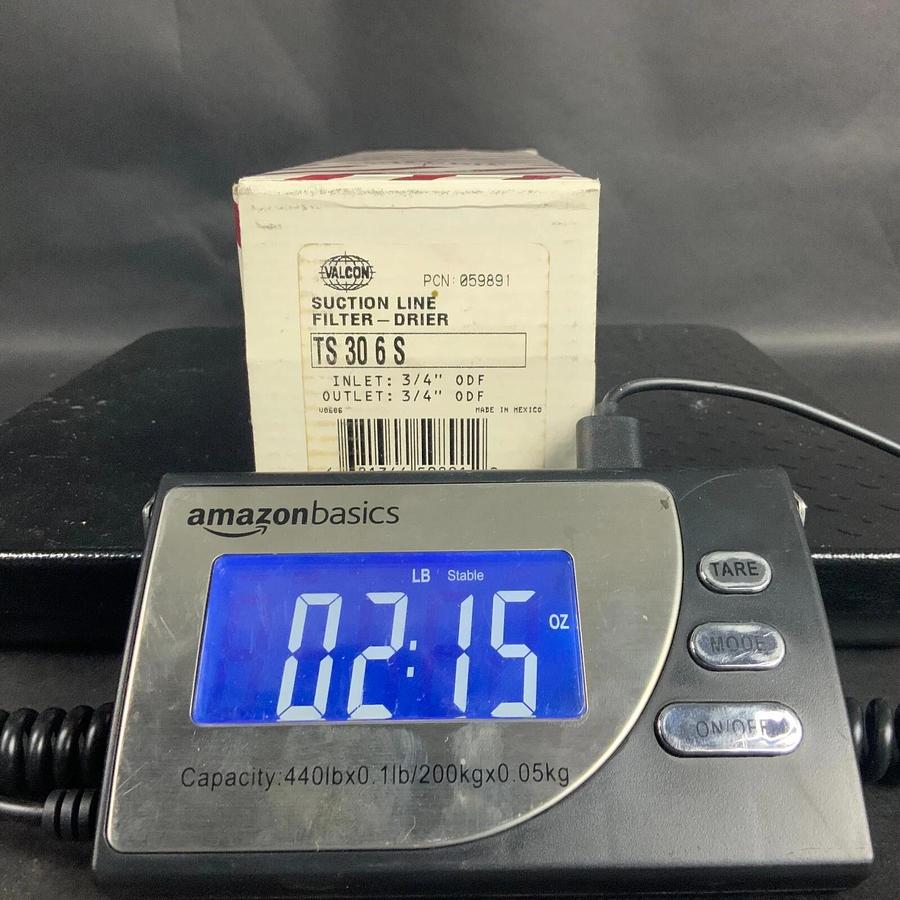 VALCON
PCN: 059891
SUCTION LINE
FILTER-DRIER
TS 30 6 S
INLET: 3/4" ODF
OUTLET: 3/4" ODF
V0606 MADE IN MEXICO
amazonbasics
LB Stable
02:15 OZ
TARE
MODE
ON/OFF
Capacity:440lbx0.1lb/200kgx0.05kg